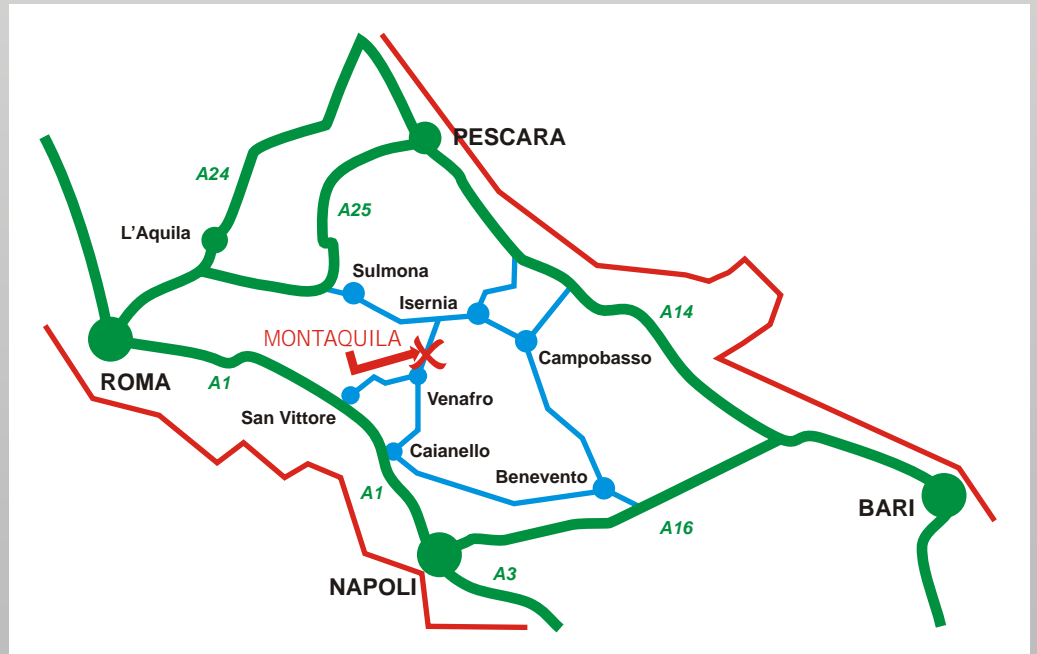 PESCARA
A24
A25
L'Aquila
Sulmona
Isernia
A14
MONTAQUILA
Campobasso
ROMA
A1
Venafro
San Vittore
Caianello
Benevento
A1
BARI
A16
A3
NAPOLI